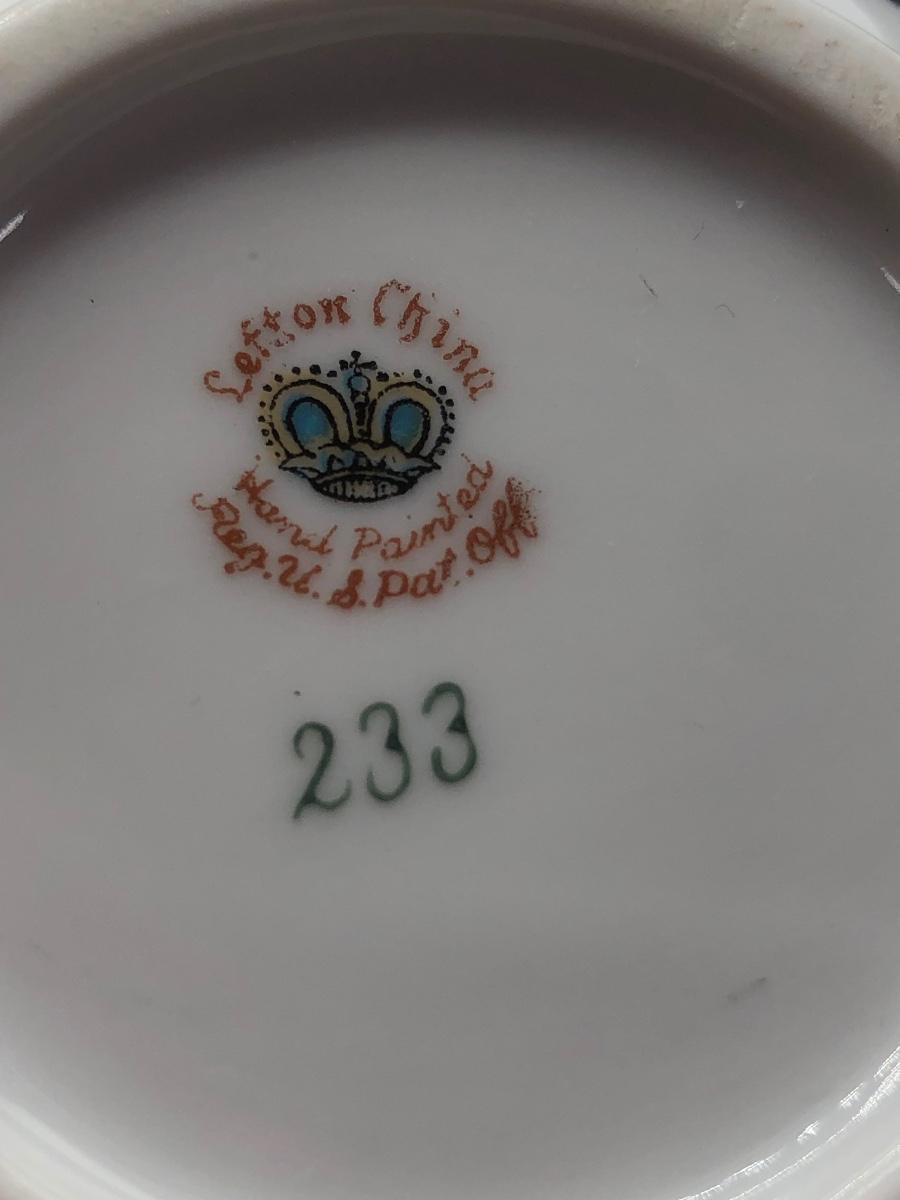 Lefton China
Hand Painted
Reg. U. S. Pat. Off
233